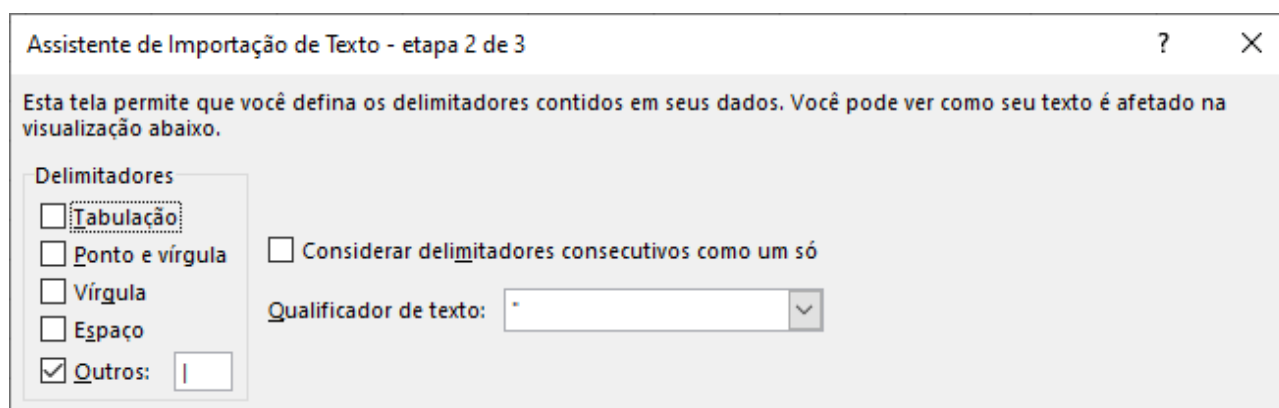 Assistente de Importação de Texto - etapa 2 de 3 ?
Esta tela permite que você defina os delimitadores contidos em seus dados. Você pode ver como seu texto é afetado na
visualização abaixo.
Delimitadores
Tabulação
Ponto e vírgula
Vírgula
Espaço
Outros: |
Considerar delimitadores consecutivos como um só
Qualificador de texto: "